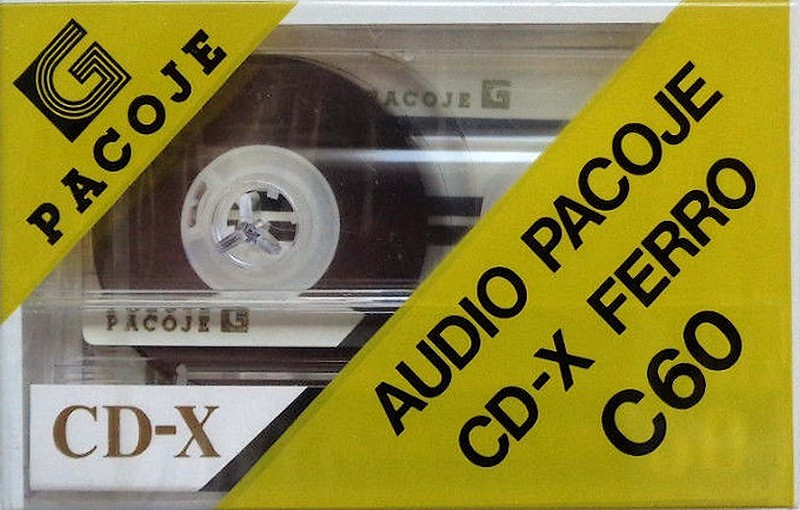 G
PACOJE
PACOJE G
AUDIO PACOJE
CD-X FERRO
C60
PACOJE G
CD-X